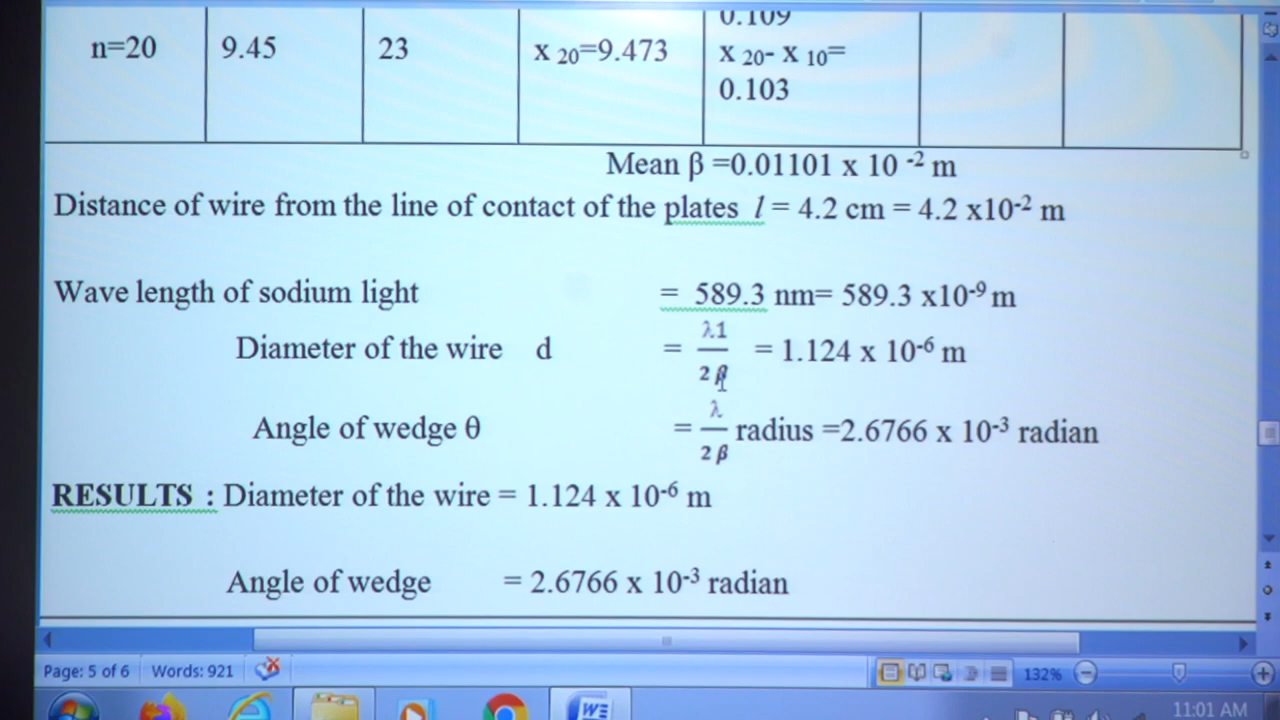 0.109
n=20 9.45 23 x 20=9.473 x 20- x 10=
0.103
Mean β =0.01101 x 10 -2 m
Distance of wire from the line of contact of the plates l = 4.2 cm = 4.2 x10-2 m
Wave length of sodium light = 589.3 nm= 589.3 x10-9 m
Diameter of the wire d = λ1 / 2β = 1.124 x 10-6 m
Angle of wedge θ = λ / 2β radius =2.6766 x 10-3 radian
RESULTS : Diameter of the wire = 1.124 x 10-6 m
Angle of wedge = 2.6766 x 10-3 radian
Page: 5 of 6 Words: 921 132%
11:01 AM